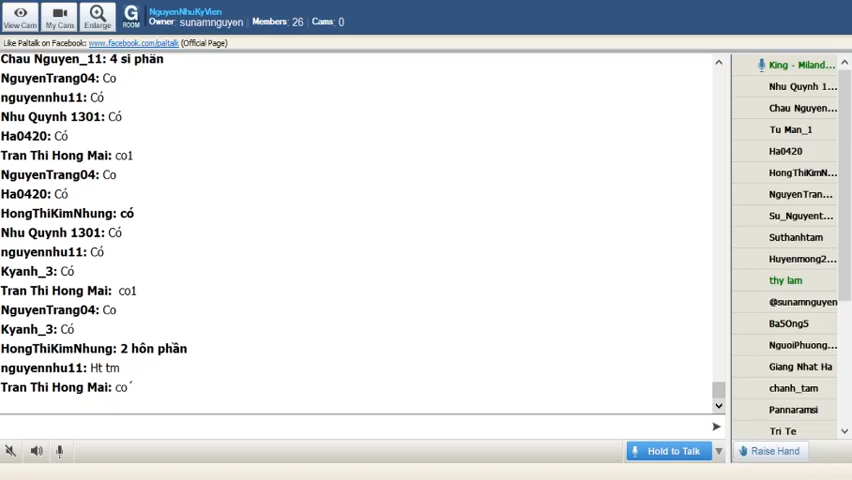 View Cam
My Cam
Enlarge
G
ROOM
NguyenNhuKyVien
Owner: sunamnguyen Members: 26 Cams: 0
Like Paltalk on Facebook: www.facebook.com/paltalk (Official Page)
Chau Nguyen_11: 4 si phãn
NguyenTrang04: Co
nguyennhu11: Có
Nhu Quynh 1301: Có
Ha0420: Có
Tran Thi Hong Mai: co1
NguyenTrang04: Co
Ha0420: Có
HongThiKimNhung: có
Nhu Quynh 1301: Có
nguyennhu11: Có
Kyanh_3: Có
Tran Thi Hong Mai: co1
NguyenTrang04: Co
Kyanh_3: Có
HongThiKimNhung: 2 hôn phần
nguyennhu11: Ht tm
Tran Thi Hong Mai: co´
Hold to Talk
King - Miland...
Nhu Quynh 1...
Chau Nguyen...
Tu Man_1
Ha0420
HongThiKimN...
NguyenTran...
Su_Nguyent...
Suthanhtam
Huyenmong2...
thy lam
@sunamnguyen
Ba5Ong5
NguoiPhuong...
Giang Nhat Ha
chanh_tam
Pannaramsi
Tri Te
Raise Hand